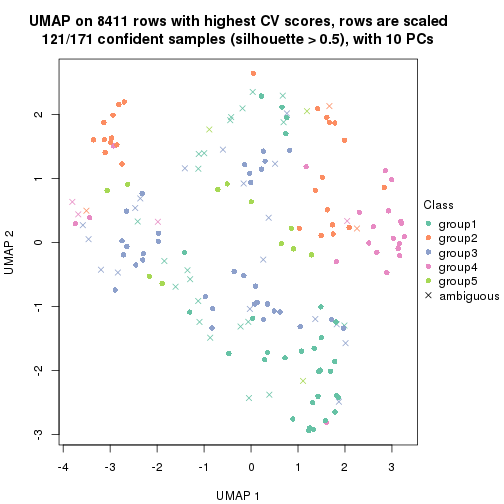 UMAP on 8411 rows with highest CV scores, rows are scaled
121/171 confident samples (silhouette > 0.5), with 10 PCs
2
1
0
-1
-2
-3
UMAP 2
-4 -3 -2 -1 0 1 2 3
UMAP 1
Class
group1
group2
group3
group4
group5
ambiguous